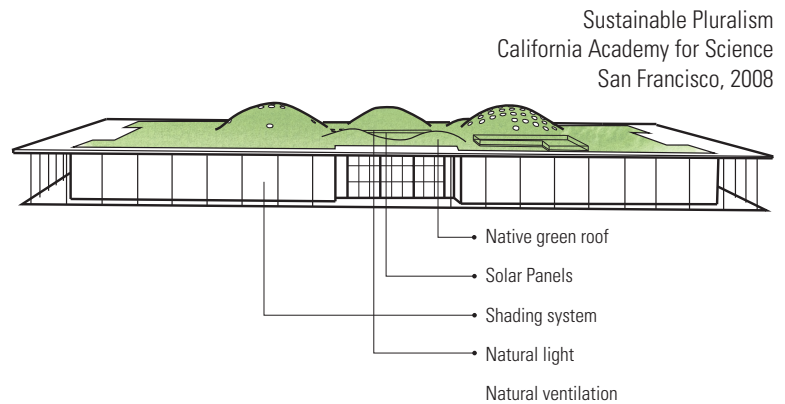 Sustainable Pluralism
California Academy for Science
San Francisco, 2008
Native green roof
Solar Panels
Shading system
Natural light
Natural ventilation